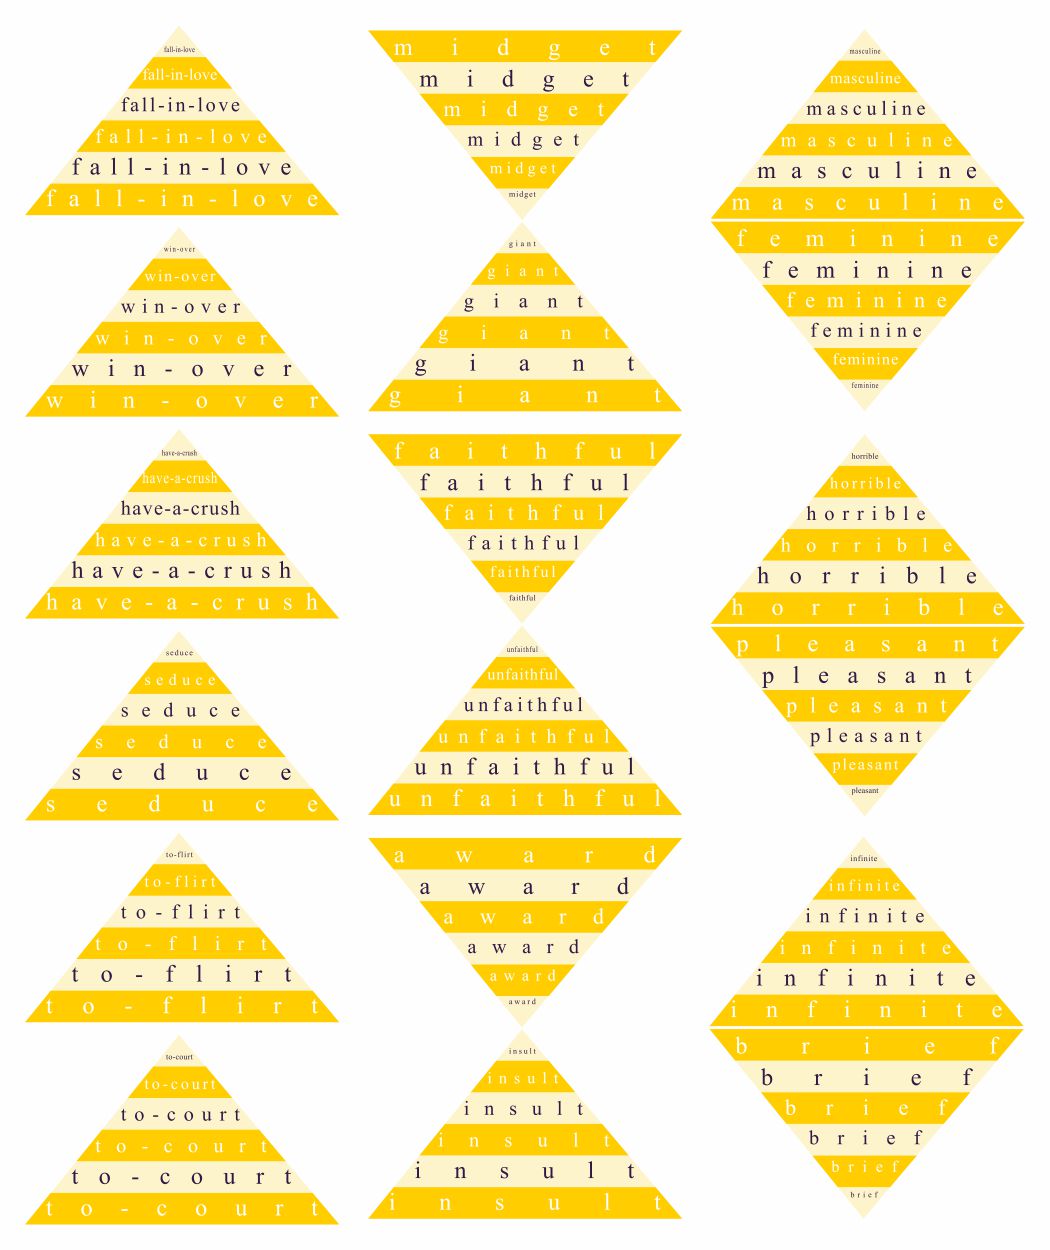 fall-in-love
fall-in-love
fall-in-love
fall-in-love
fall-in-love
fall-in-love
win-over
win-over
win-over
win-over
win-over
win-over
have-a-crush
have-a-crush
have-a-crush
have-a-crush
have-a-crush
have-a-crush
seduce
seduce
seduce
seduce
seduce
seduce
to-flirt
to-flirt
to-flirt
to-flirt
to-flirt
to-flirt
to-court
to-court
to-court
to-court
to-court
to-court
midget
midget
midget
midget
midget
midget
giant
giant
giant
giant
giant
giant
faithful
faithful
faithful
faithful
faithful
faithful
unfaithful
unfaithful
unfaithful
unfaithful
unfaithful
unfaithful
award
award
award
award
award
award
insult
insult
insult
insult
insult
insult
masculine
masculine
masculine
masculine
masculine
masculine
feminine
feminine
feminine
feminine
feminine
feminine
horrible
horrible
horrible
horrible
horrible
horrible
pleasant
pleasant
pleasant
pleasant
pleasant
pleasant
infinite
infinite
infinite
infinite
infinite
infinite
brief
brief
brief
brief
brief
brief